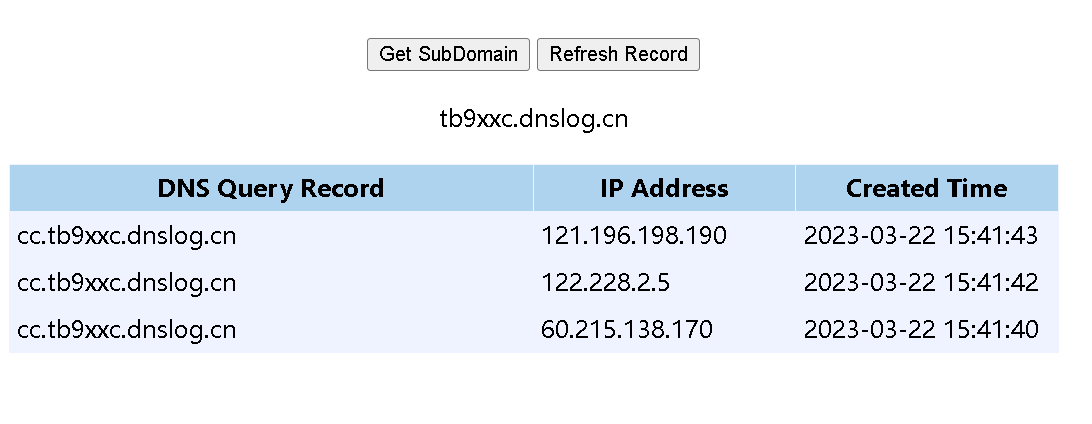 Get SubDomain Refresh Record
tb9xxc.dnslog.cn
DNS Query Record IP Address Created Time
cc.tb9xxc.dnslog.cn 121.196.198.190 2023-03-22 15:41:43
cc.tb9xxc.dnslog.cn 122.228.2.5 2023-03-22 15:41:42
cc.tb9xxc.dnslog.cn 60.215.138.170 2023-03-22 15:41:40